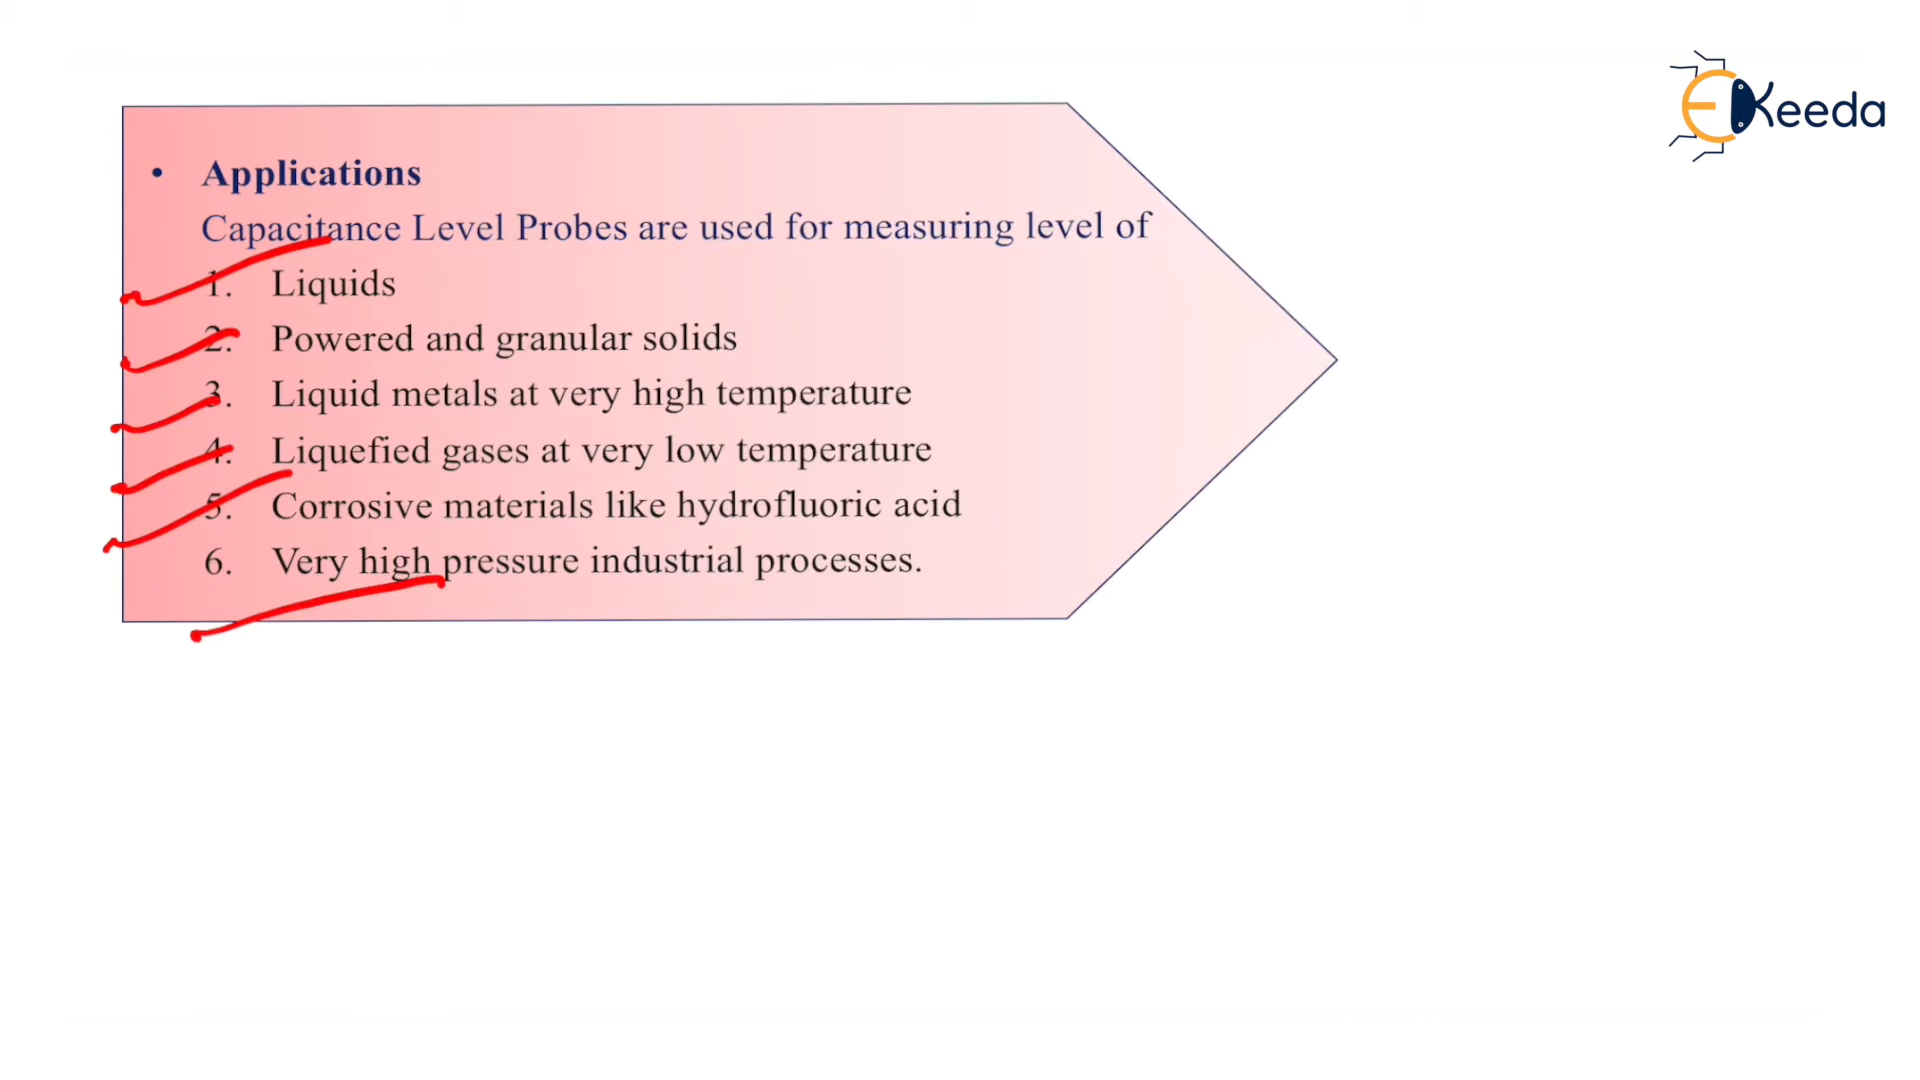 EKeeda
• Applications
Capacitance Level Probes are used for measuring level of
1. Liquids
2. Powered and granular solids
3. Liquid metals at very high temperature
4. Liquefied gases at very low temperature
5. Corrosive materials like hydrofluoric acid
6. Very high pressure industrial processes.